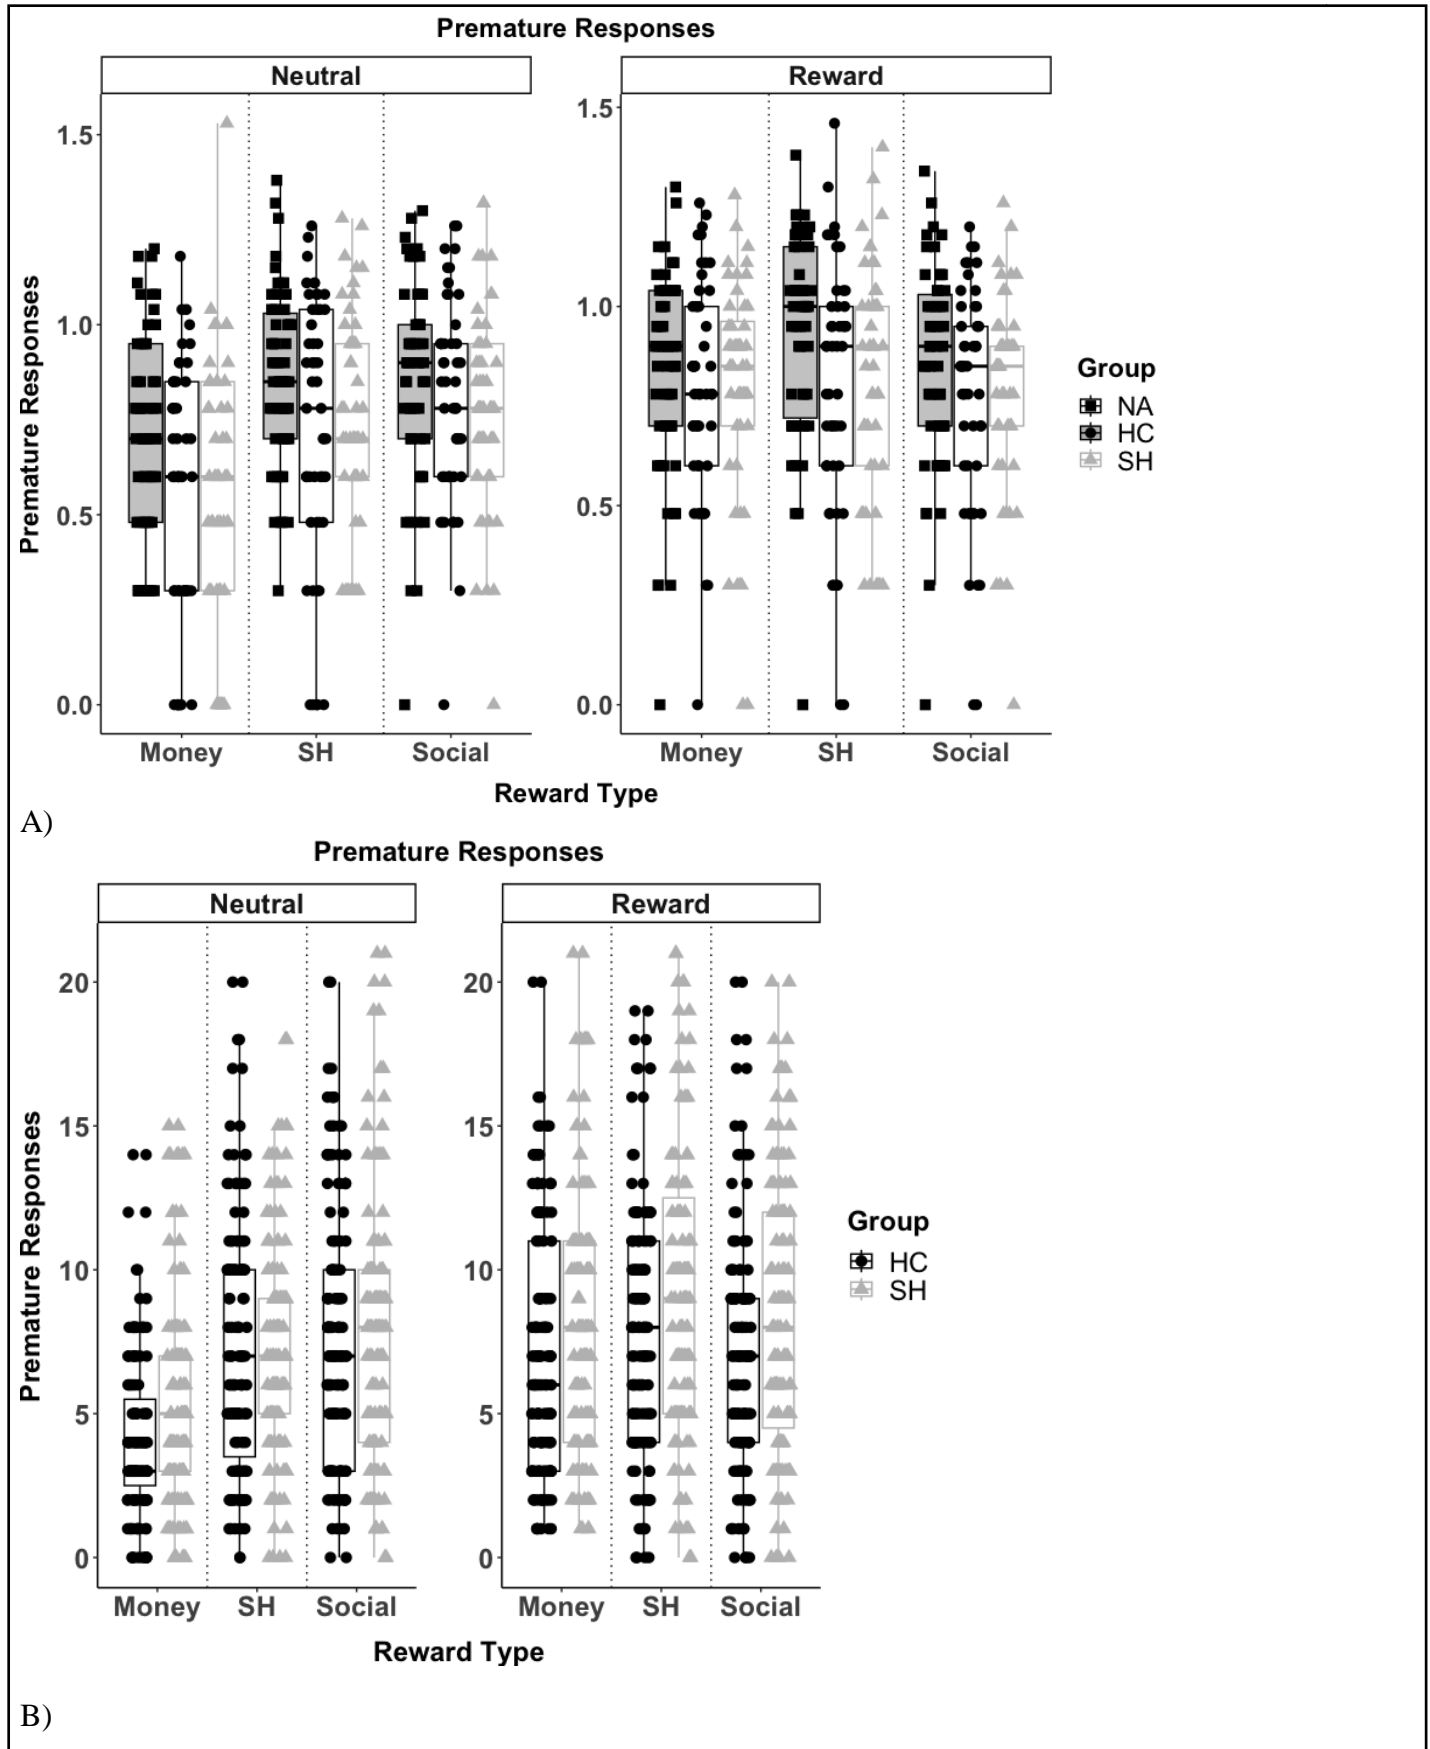 Premature Responses
Neutral
Reward
1.5
1.0
0.5
0.0
1.5
1.0
0.5
0.0
Premature Responses
Money
SH
Social
Money
SH
Social
Reward Type
Group
NA
HC
SH
A)
Premature Responses
Neutral
Reward
20
15
10
5
0
20
15
10
5
0
Premature Responses
Money
SH
Social
Money
SH
Social
Reward Type
Group
HC
SH
B)